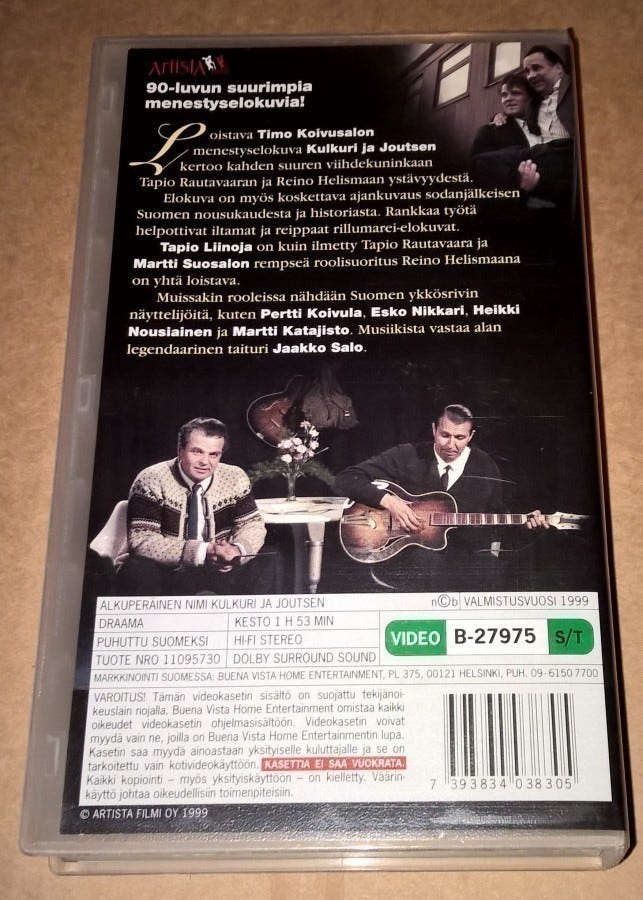 ArtistA
90-luvun suurimpia
menestyselokuvia!
Loistava Timo Koivusalon
menestyselokuva Kulkuri ja Joutsen
kertoo kahden suuren viihdekuninkaan
Tapio Rautavaaran ja Reino Helismaan ystävyydestä.
Elokuva on myös koskettava ajankuvaus sodanjälkeisen
Suomen nousukaudesta ja historiasta. Rankkaa työtä
helpottivat iltamat ja reippaat rillumarei-elokuvat.
Tapio Liinoja on kuin ilmetty Tapio Rautavaara ja
Martti Suosalon rempseä roolisuoritus Reino Helismaana
on yhtä loistava.
Muissakin rooleissa nähdään Suomen ykkösrivin
näyttelijöitä, kuten Pertti Koivula, Esko Nikkari, Heikki
Nousiainen ja Martti Katajisto. Musiikista vastaa alan
legendaarinen taituri Jaakko Salo.
ALKUPERÄINEN NIMI KULKURI JA JOUTSEN n©b VALMISTUSVUOSI 1999
DRAAMA KESTO 1 H 53 MIN
PUHUTTU SUOMEKSI HI-FI STEREO VIDEO B-27975 S/T
TUOTE NRO 11095730 DOLBY SURROUND SOUND
MARKKINOINTI SUOMESSA: BUENA VISTA HOME ENTERTAINMENT, PL 375, 00121 HELSINKI, PUH. 09-6150 7700
VAROITUS! Tämän videokasetin sisältö on suojattu tekijänoi-
keuslain nojalla. Buena Vista Home Entertainment omistaa kaikki
oikeudet videokasetin ohjelmasisältöön. Videokasetin voivat
myydä vain ne, joilla on Buena Vista Home Entertainmentin lupa.
Kasetin saa myydä ainoastaan yksityiselle kuluttajalle ja se on
tarkoitettu vain kotivideokäyttöön. KASETTIA EI SAA VUOKRATA.
Kaikki kopiointi – myös yksityiskäyttöön – on kielletty. Väärin-
käyttö johtaa oikeudellisiin toimenpiteisiin.
7 393834 038305
© ARTISTA FILMI OY 1999